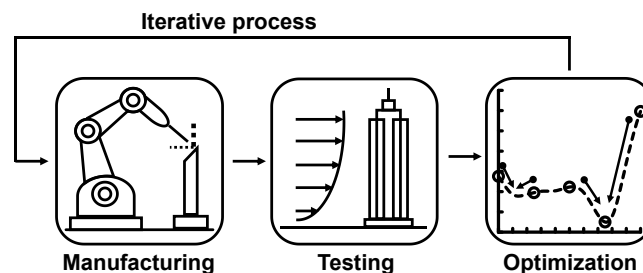 Iterative process
Manufacturing
Testing
Optimization